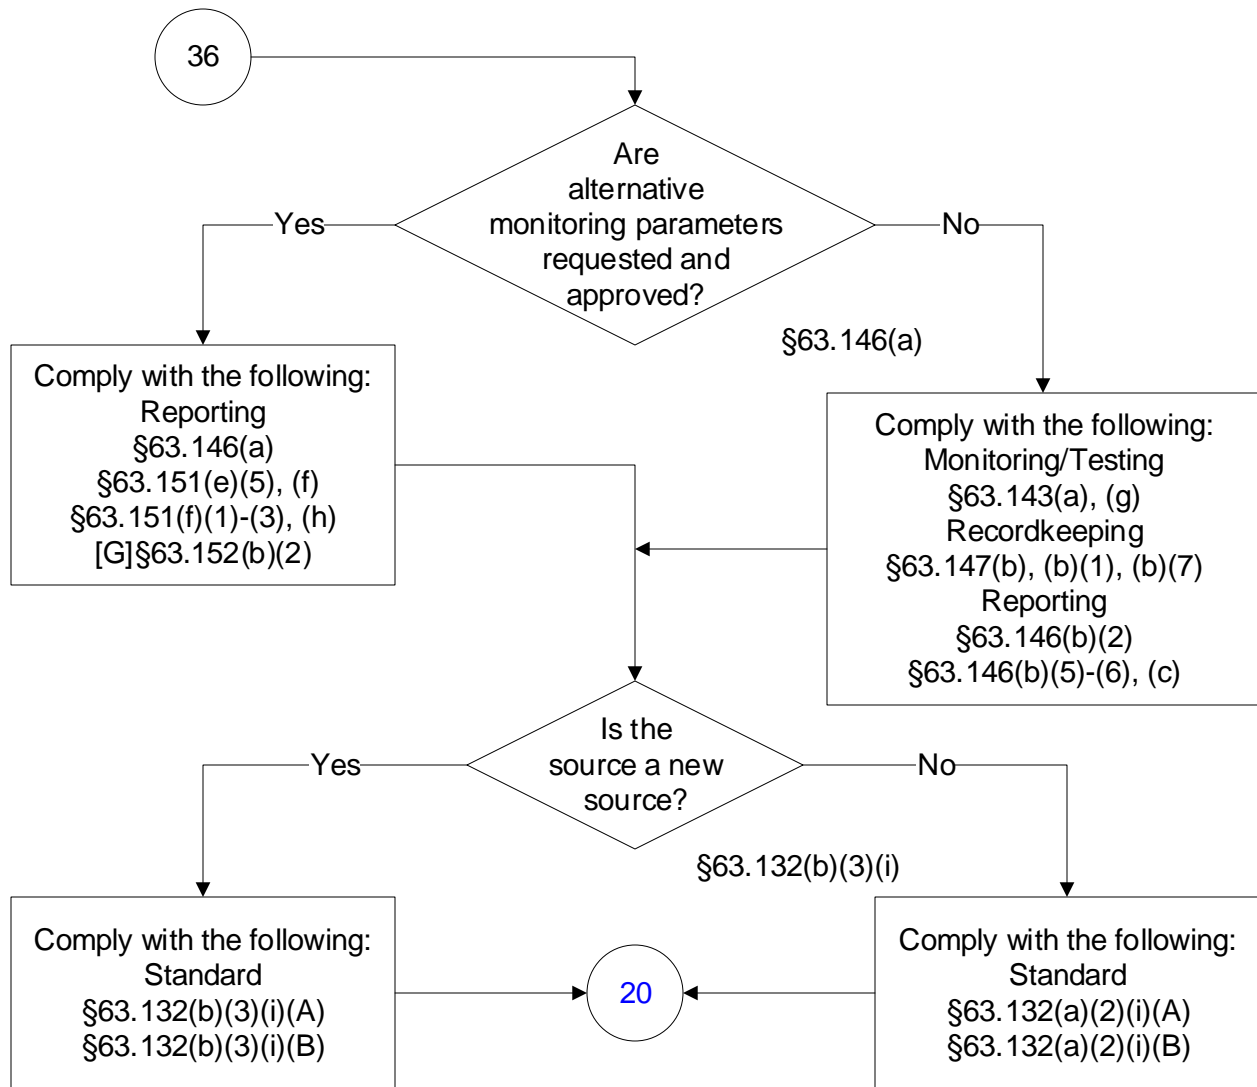 36
Are
alternative
monitoring parameters
requested and
approved?
Yes
No
§63.146(a)
Comply with the following:
Reporting
§63.146(a)
§63.151(e)(5), (f)
§63.151(f)(1)-(3), (h)
[G]§63.152(b)(2)
Comply with the following:
Monitoring/Testing
§63.143(a), (g)
Recordkeeping
§63.147(b), (b)(1), (b)(7)
Reporting
§63.146(b)(2)
§63.146(b)(5)-(6), (c)
Is the
source a new
source?
Yes
No
§63.132(b)(3)(i)
Comply with the following:
Standard
§63.132(b)(3)(i)(A)
§63.132(b)(3)(i)(B)
20
Comply with the following:
Standard
§63.132(a)(2)(i)(A)
§63.132(a)(2)(i)(B)